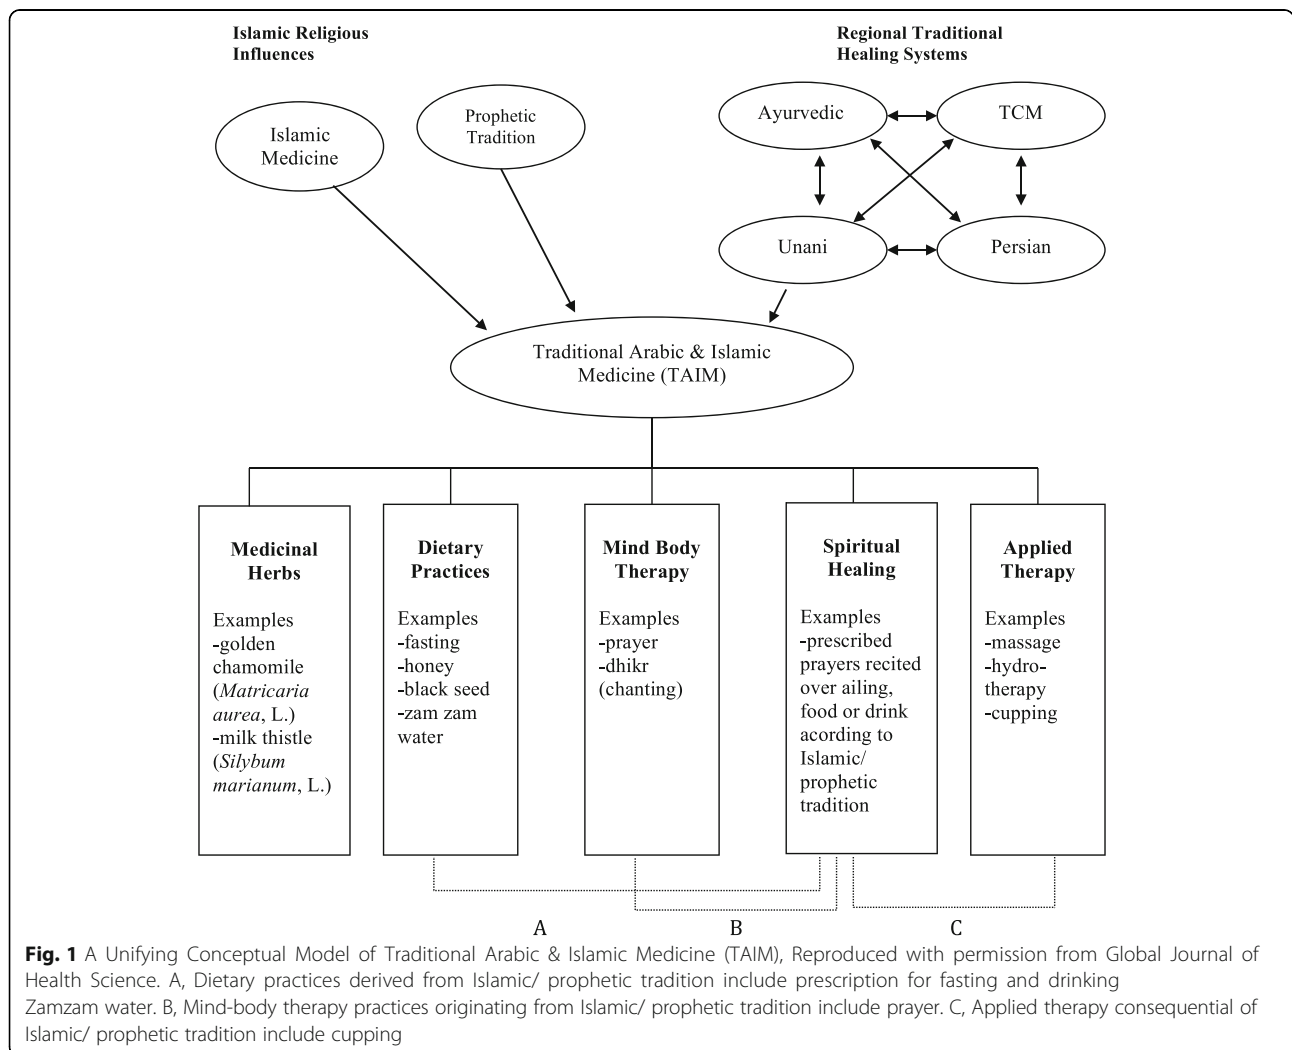 Islamic Religious
Influences
Regional Traditional
Healing Systems
Islamic
Medicine
Prophetic
Tradition
Ayurvedic
TCM
Unani
Persian
Traditional Arabic & Islamic
Medicine (TAIM)
Medicinal
Herbs
Examples
-golden
chamomile
(Matricaria
aurea, L.)
-milk thistle
(Silybum
marianum, L.)
Dietary
Practices
Examples
-fasting
-honey
-black seed
-zam zam
water
Mind Body
Therapy
Examples
-prayer
-dhikr
(chanting)
Spiritual
Healing
Examples
-prescribed
prayers recited
over ailing,
food or drink
acording to
Islamic/
prophetic
tradition
Applied
Therapy
Examples
-massage
-hydro-
therapy
-cupping
A
B
C
Fig. 1 A Unifying Conceptual Model of Traditional Arabic & Islamic Medicine (TAIM), Reproduced with permission from Global Journal of
Health Science. A, Dietary practices derived from Islamic/ prophetic tradition include prescription for fasting and drinking
Zamzam water. B, Mind-body therapy practices originating from Islamic/ prophetic tradition include prayer. C, Applied therapy consequential of
Islamic/ prophetic tradition include cupping